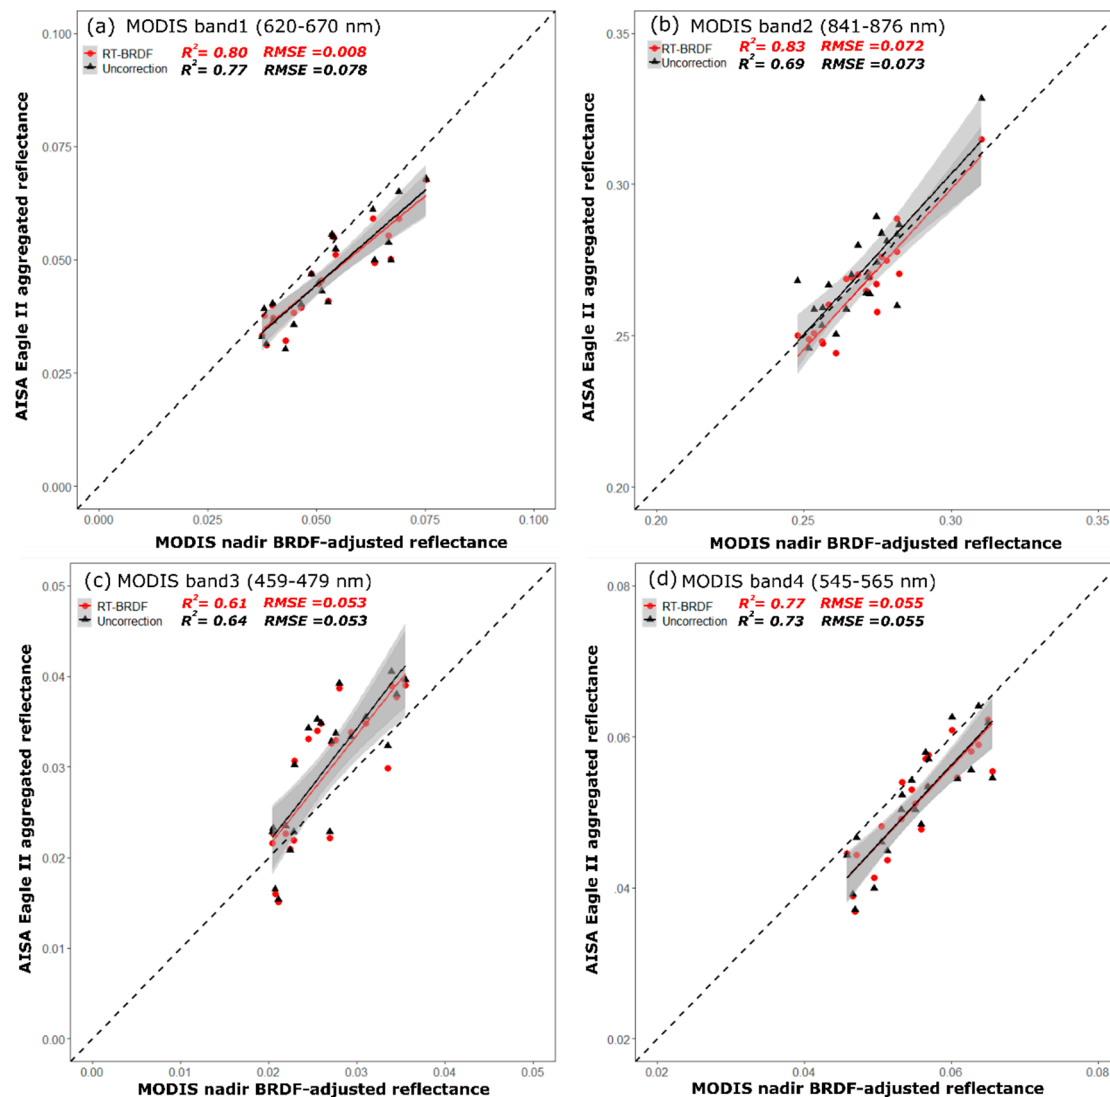 (a) MODIS band1 (620-670 nm)
RT-BRDF R² = 0.80 RMSE =0.008
Uncorrection R² = 0.77 RMSE =0.078
AISA Eagle II aggregated reflectance
0.100
0.075
0.050
0.025
0.000
0.000 0.025 0.050 0.075 0.100
MODIS nadir BRDF-adjusted reflectance
(b) MODIS band2 (841-876 nm)
RT-BRDF R² = 0.83 RMSE =0.072
Uncorrection R² = 0.69 RMSE =0.073
AISA Eagle II aggregated reflectance
0.35
0.30
0.25
0.20
0.20 0.25 0.30 0.35
MODIS nadir BRDF-adjusted reflectance
(c) MODIS band3 (459-479 nm)
RT-BRDF R² = 0.61 RMSE =0.053
Uncorrection R² = 0.64 RMSE =0.053
AISA Eagle II aggregated reflectance
0.05
0.04
0.03
0.02
0.01
0.00
0.00 0.01 0.02 0.03 0.04 0.05
MODIS nadir BRDF-adjusted reflectance
(d) MODIS band4 (545-565 nm)
RT-BRDF R² = 0.77 RMSE =0.055
Uncorrection R² = 0.73 RMSE =0.055
AISA Eagle II aggregated reflectance
0.08
0.06
.04
0.02
0.02 0.04 0.06 0.08
MODIS nadir BRDF-adjusted reflectance